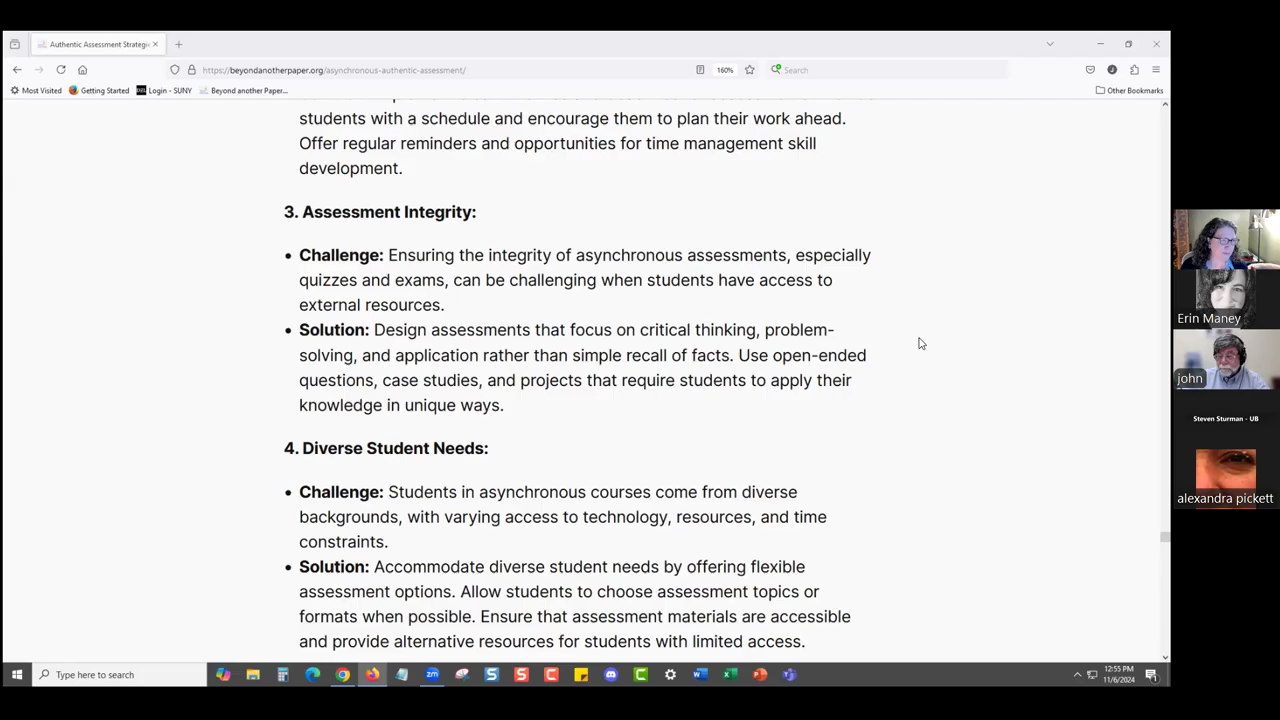 Authentic Assessment Strategie
https://beyondanotherpaper.org/asynchronous-authentic-assessment/
160%
Search
Most Visited
Getting Started
Login - SUNY
Beyond another Paper...
Other Bookmarks
students with a schedule and encourage them to plan their work ahead.
Offer regular reminders and opportunities for time management skill
development.
3. Assessment Integrity:
• Challenge: Ensuring the integrity of asynchronous assessments, especially
quizzes and exams, can be challenging when students have access to
external resources.
• Solution: Design assessments that focus on critical thinking, problem-
solving, and application rather than simple recall of facts. Use open-ended
questions, case studies, and projects that require students to apply their
knowledge in unique ways.
4. Diverse Student Needs:
• Challenge: Students in asynchronous courses come from diverse
backgrounds, with varying access to technology, resources, and time
constraints.
• Solution: Accommodate diverse student needs by offering flexible
assessment options. Allow students to choose assessment topics or
formats when possible. Ensure that assessment materials are accessible
and provide alternative resources for students with limited access.
Erin Maney
john
Steven Sturman - UB
alexandra pickett
Type here to search
12:55 PM
11/6/2024